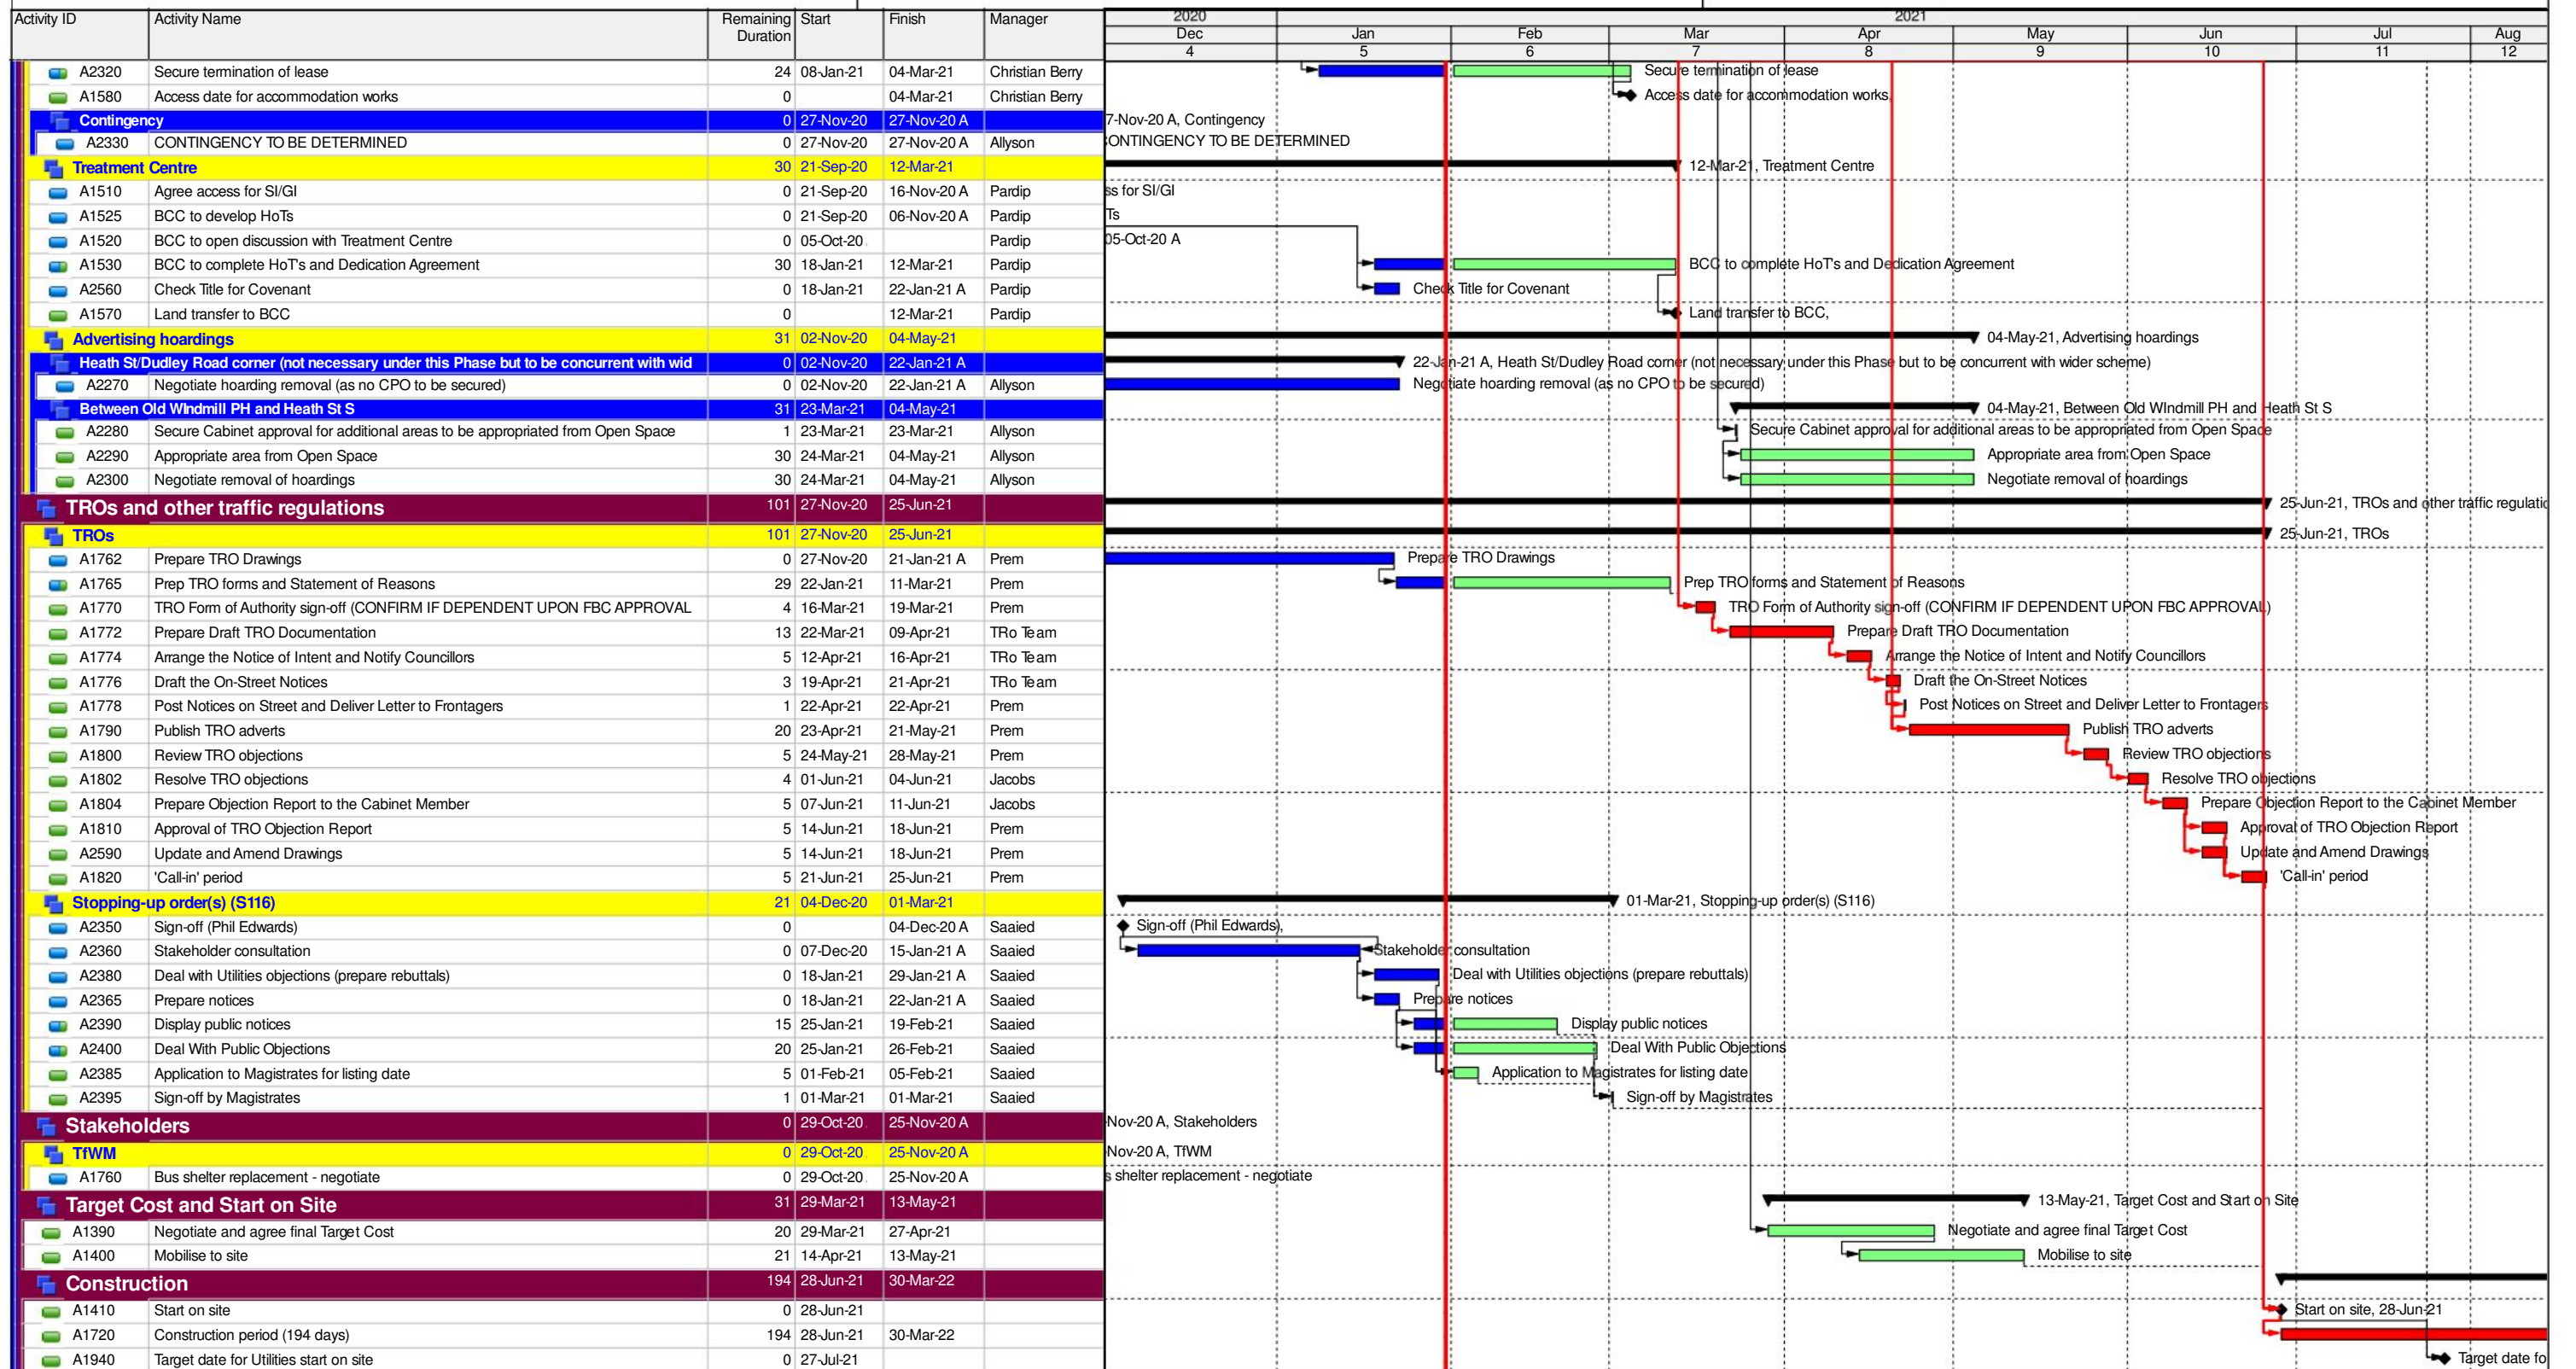 Activity ID Activity Name Remaining Duration Start Finish Manager
2020 2021
Dec Jan Feb Mar Apr May Jun Jul Aug
4 5 6 7 8 9 10 11 12
A2320 Secure termination of lease 24 08-Jan-21 04-Mar-21 Christian Berry Secure termination of lease
A1580 Access date for accommodation works 0 04-Mar-21 Christian Berry Access date for accommodation works,
Contingency 0 27-Nov-20 27-Nov-20 A 7-Nov-20 A, Contingency
A2330 CONTINGENCY TO BE DETERMINED 0 27-Nov-20 27-Nov-20 A Allyson CONTINGENCY TO BE DETERMINED
Treatment Centre 30 21-Sep-20 12-Mar-21 12-Mar-21, Treatment Centre
A1510 Agree access for SI/GI 0 21-Sep-20 16-Nov-20 A Pardip ss for SI/GI
A1525 BCC to develop HoTs 0 21-Sep-20 06-Nov-20 A Pardip Ts
A1520 BCC to open discussion with Treatment Centre 0 05-Oct-20 Pardip 05-Oct-20 A
A1530 BCC to complete HoT's and Dedication Agreement 30 18-Jan-21 12-Mar-21 Pardip BCC to complete HoT's and Dedication Agreement
A2560 Check Title for Covenant 0 18-Jan-21 22-Jan-21 A Pardip Check Title for Covenant
A1570 Land transfer to BCC 0 12-Mar-21 Pardip Land transfer to BCC,
Advertising hoardings 31 02-Nov-20 04-May-21 04-May-21, Advertising hoardings
Heath St/Dudley Road corner (not necessary under this Phase but to be concurrent with wid 0 02-Nov-20 22-Jan-21 A 22-Jan-21 A, Heath St/Dudley Road corner (not necessary under this Phase but to be concurrent with wider scheme)
A2270 Negotiate hoarding removal (as no CPO to be secured) 0 02-Nov-20 22-Jan-21 A Allyson Negotiate hoarding removal (as no CPO to be secured)
Between Old WIndmill PH and Heath St S 31 23-Mar-21 04-May-21 04-May-21, Between Old WIndmill PH and Heath St S
A2280 Secure Cabinet approval for additional areas to be appropriated from Open Space 1 23-Mar-21 23-Mar-21 Allyson Secure Cabinet approval for additional areas to be appropriated from Open Space
A2290 Appropriate area from Open Space 30 24-Mar-21 04-May-21 Allyson Appropriate area from Open Space
A2300 Negotiate removal of hoardings 30 24-Mar-21 04-May-21 Allyson Negotiate removal of hoardings
TROs and other traffic regulations 101 27-Nov-20 25-Jun-21 25-Jun-21, TROs and other traffic regulatio
TROs 101 27-Nov-20 25-Jun-21 25-Jun-21, TROs
A1762 Prepare TRO Drawings 0 27-Nov-20 21-Jan-21 A Prem Prepare TRO Drawings
A1765 Prep TRO forms and Statement of Reasons 29 22-Jan-21 11-Mar-21 Prem Prep TRO forms and Statement of Reasons
A1770 TRO Form of Authority sign-off (CONFIRM IF DEPENDENT UPON FBC APPROVAL 4 16-Mar-21 19-Mar-21 Prem TRO Form of Authority sign-off (CONFIRM IF DEPENDENT UPON FBC APPROVAL)
A1772 Prepare Draft TRO Documentation 13 22-Mar-21 09-Apr-21 TRo Team Prepare Draft TRO Documentation
A1774 Arrange the Notice of Intent and Notify Councillors 5 12-Apr-21 16-Apr-21 TRo Team Arrange the Notice of Intent and Notify Councillors
A1776 Draft the On-Street Notices 3 19-Apr-21 21-Apr-21 TRo Team Draft the On-Street Notices
A1778 Post Notices on Street and Deliver Letter to Frontagers 1 22-Apr-21 22-Apr-21 Prem Post Notices on Street and Deliver Letter to Frontagers
A1790 Publish TRO adverts 20 23-Apr-21 21-May-21 Prem Publish TRO adverts
A1800 Review TRO objections 5 24-May-21 28-May-21 Prem Review TRO objections
A1802 Resolve TRO objections 4 01-Jun-21 04-Jun-21 Jacobs Resolve TRO objections
A1804 Prepare Objection Report to the Cabinet Member 5 07-Jun-21 11-Jun-21 Jacobs Prepare Objection Report to the Cabinet Member
A1810 Approval of TRO Objection Report 5 14-Jun-21 18-Jun-21 Prem Approval of TRO Objection Report
A2590 Update and Amend Drawings 5 14-Jun-21 18-Jun-21 Prem Update and Amend Drawings
A1820 'Call-in' period 5 21-Jun-21 25-Jun-21 Prem 'Call-in' period
Stopping-up order(s) (S116) 21 04-Dec-20 01-Mar-21 01-Mar-21, Stopping-up order(s) (S116)
A2350 Sign-off (Phil Edwards) 0 04-Dec-20 A Saaied Sign-off (Phil Edwards),
A2360 Stakeholder consultation 0 07-Dec-20 15-Jan-21 A Saaied Stakeholder consultation
A2380 Deal with Utilities objections (prepare rebuttals) 0 18-Jan-21 29-Jan-21 A Saaied Deal with Utilities objections (prepare rebuttals)
A2365 Prepare notices 0 18-Jan-21 22-Jan-21 A Saaied Prepare notices
A2390 Display public notices 15 25-Jan-21 19-Feb-21 Saaied Display public notices
A2400 Deal With Public Objections 20 25-Jan-21 26-Feb-21 Saaied Deal With Public Objections
A2385 Application to Magistrates for listing date 5 01-Feb-21 05-Feb-21 Saaied Application to Magistrates for listing date
A2395 Sign-off by Magistrates 1 01-Mar-21 01-Mar-21 Saaied Sign-off by Magistrates
Stakeholders 0 29-Oct-20 25-Nov-20 A -Nov-20 A, Stakeholders
TfWM 0 29-Oct-20 25-Nov-20 A -Nov-20 A, TfWM
A1760 Bus shelter replacement - negotiate 0 29-Oct-20 25-Nov-20 A s shelter replacement - negotiate
Target Cost and Start on Site 31 29-Mar-21 13-May-21 13-May-21, Target Cost and Start on Site
A1390 Negotiate and agree final Target Cost 20 29-Mar-21 27-Apr-21 Negotiate and agree final Target Cost
A1400 Mobilise to site 21 14-Apr-21 13-May-21 Mobilise to site
Construction 194 28-Jun-21 30-Mar-22
A1410 Start on site 0 28-Jun-21 Start on site, 28-Jun-21
A1720 Construction period (194 days) 194 28-Jun-21 30-Mar-22
A1940 Target date for Utilities start on site 0 27-Jul-21 Target date fo